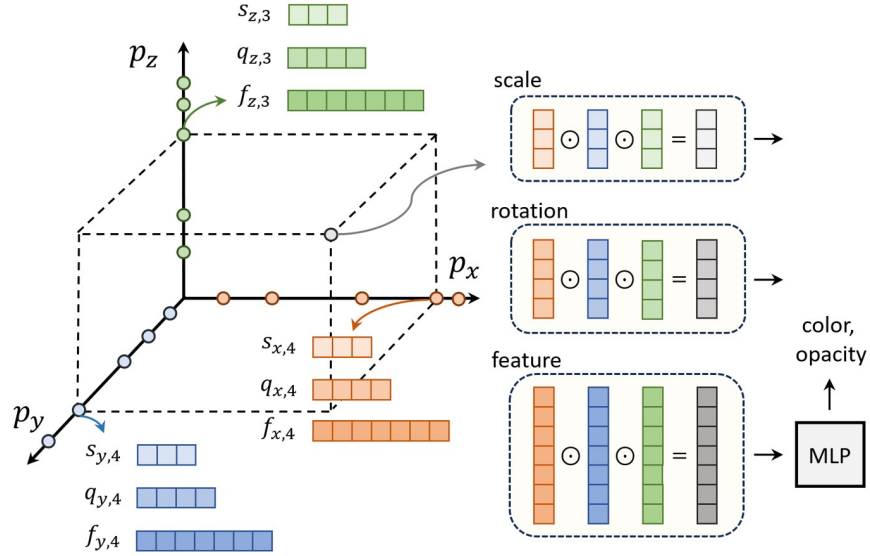 s_{z,3}
p_z
q_{z,3}
f_{z,3}
scale
⊙ ⊙ =
rotation
p_x
⊙ ⊙ =
s_{x,4}
color,
opacity
feature
q_{x,4}
p_y
f_{x,4}
s_{y,4}
⊙ ⊙ =
MLP
q_{y,4}
f_{y,4}